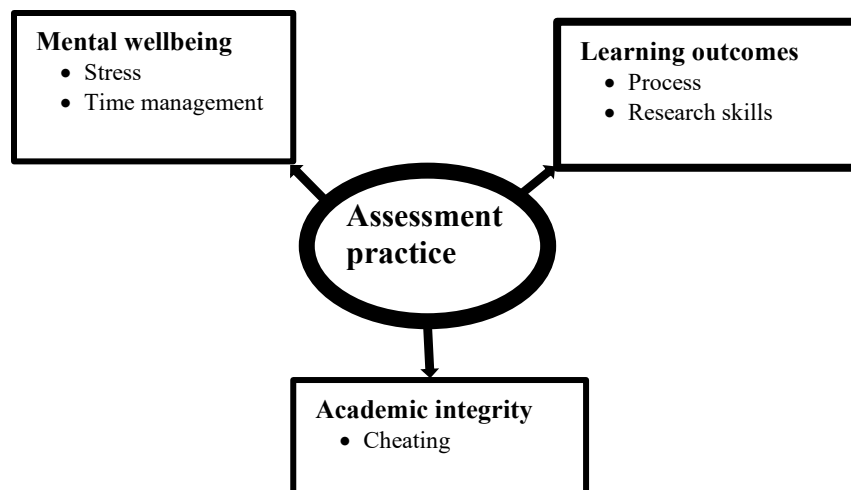 Mental wellbeing
• Stress
• Time management
Learning outcomes
• Process
• Research skills
Assessment
practice
Academic integrity
• Cheating